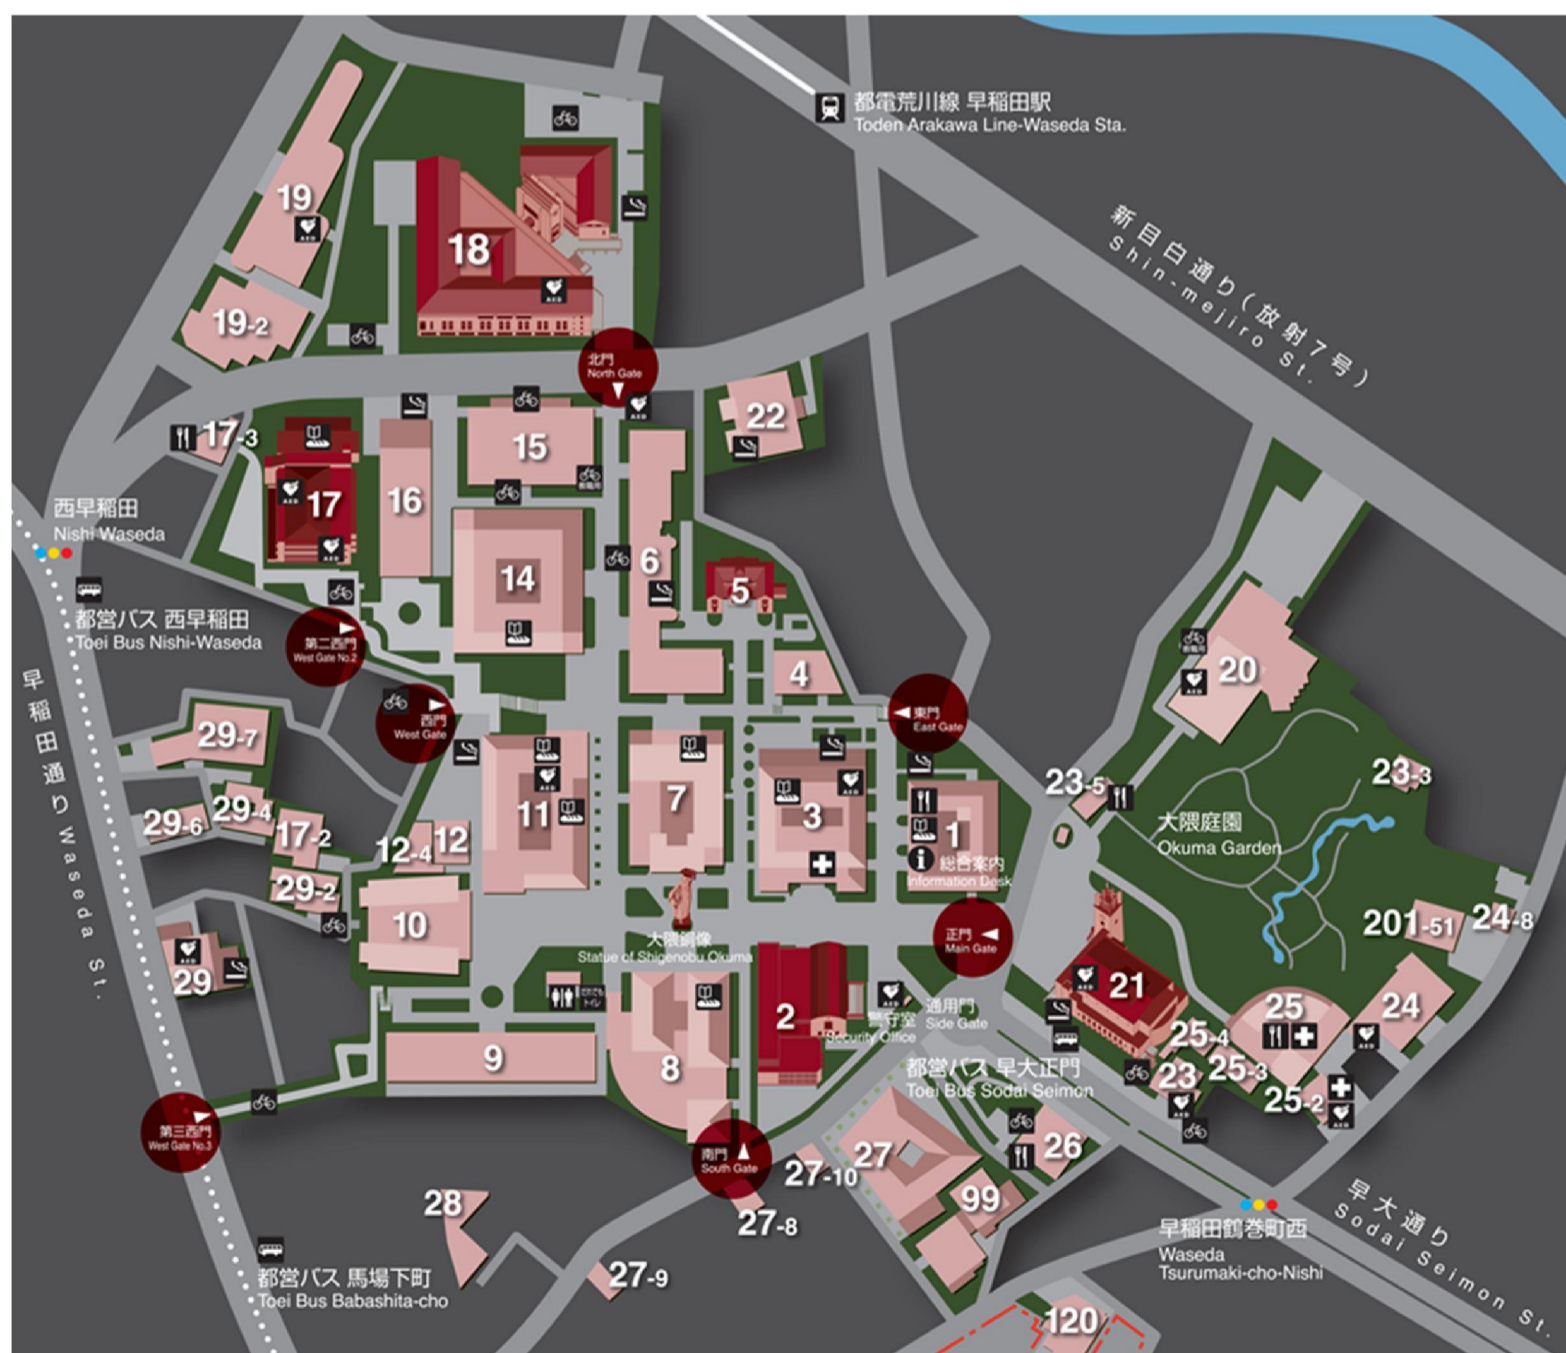 都電荒川線 早稲田駅
Toden Arakawa Line-Waseda Sta.
新目白通り(放射7号)
Shin-mejiro St.
19
18
19-2
北門
North Gate
22
17-3
15
17
16
西早稲田
Nishi Waseda
14
6
5
都営バス 西早稲田
Toei Bus Nishi-Waseda
第二西門
West Gate No.2
4
20
西門
West Gate
東門
East Gate
早稲田通り Waseda St.
29-7
29-4
29-6
17-2
29-2
12-4
12
11
7
3
1
総合案内
Information Desk
23-5
23-3
大隈庭園
Okuma Garden
10
大隈銅像
Statue of Shigenobu Okuma
正門
Main Gate
201-51
24-8
29
21
2
警守室
Security Office
通用門
Side Gate
25
24
25-4
25-3
23
25-2
9
8
都営バス 早大正門
Toei Bus Sodai Seimon
第三西門
West Gate No.3
南門
South Gate
27-10
27
26
99
28
27-8
27-9
都営バス 馬場下町
Toei Bus Babashita-cho
早稲田鶴巻町西
Waseda
Tsurumaki-cho-Nishi
早大通り
Sodai Seimon St.
120